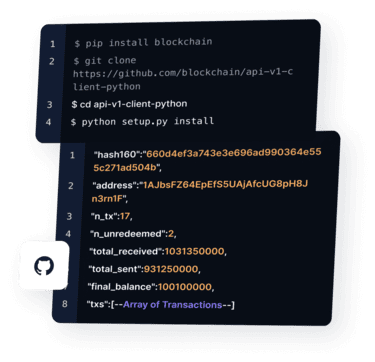 1 $ pip install blockchain
2 $ git clone
https://github.com/blockchain/api-v1-c
lient-python
3 $ cd api-v1-client-python
4 $ python setup.py install
1 "hash160":"660d4ef3a743e3e696ad990364e55
5c271ad504b",
2 "address":"1AJbsFZ64EpEfS5UAjAfcUG8pH8J
n3rn1F",
3 "n_tx":17,
4 "n_unredeemed":2,
5 "total_received":1031350000,
6 "total_sent":931250000,
7 "final_balance":100100000,
8 "txs":[--Array of Transactions--]